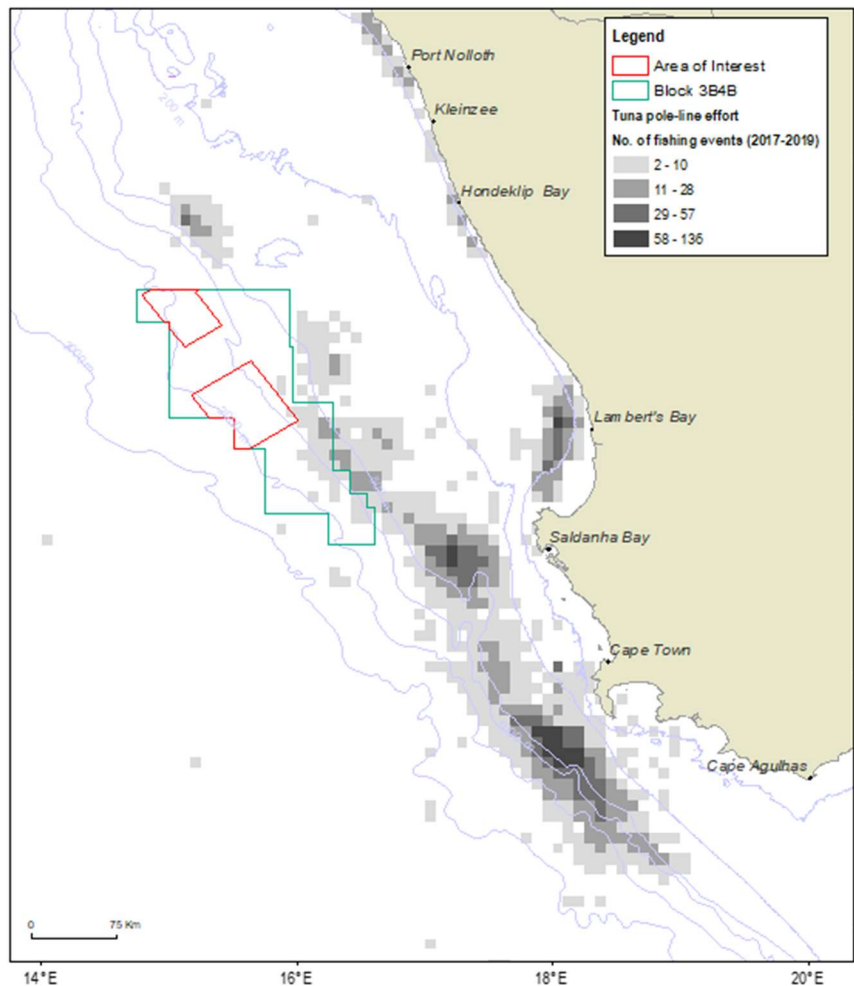 Legend
Area of Interest
Block 3B4B
Tuna pole-line effort
No. of fishing events (2017-2019)
2 - 10
11 - 28
29 - 57
58 - 136
Port Nolloth
Kleinzee
200 m
Hondeklip Bay
Lambert's Bay
Saldanha Bay
Cape Town
Cape Agulhas
0 75 Km
14°E 16°E 18°E 20°E